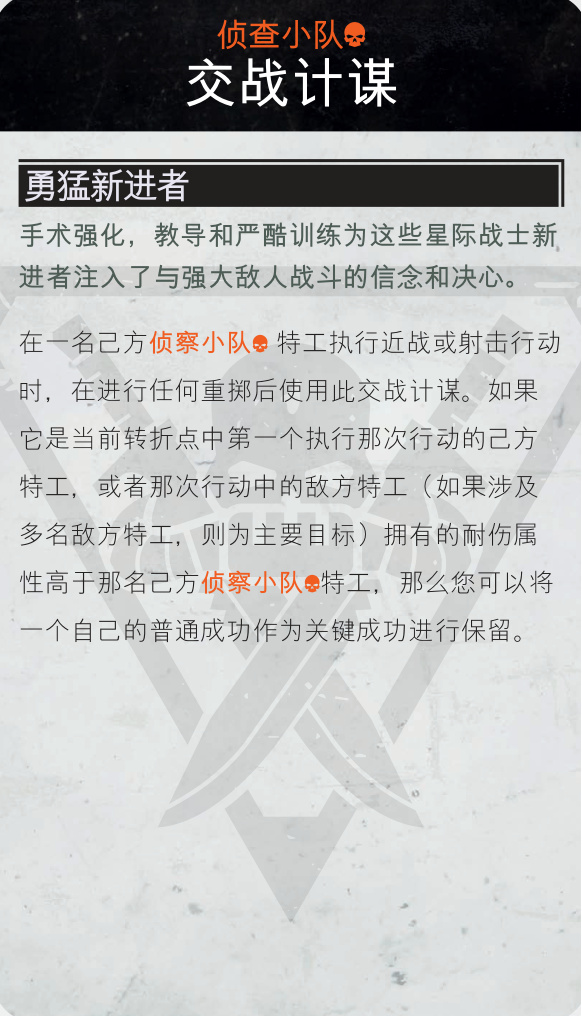 侦查小队
交战计谋
勇猛新进者
手术强化，教导和严酷训练为这些星际战士新
进者注入了与强大敌人战斗的信念和决心。
在一名己方侦察小队 特工执行近战或射击行动
时，在进行任何重掷后使用此交战计谋。如果
它是当前转折点中第一个执行那次行动的己方
特工，或者那次行动中的敌方特工（如果涉及
多名敌方特工，则为主要目标）拥有的耐伤属
性高于那名己方侦察小队特工，那么您可以将
一个自己的普通成功作为关键成功进行保留。